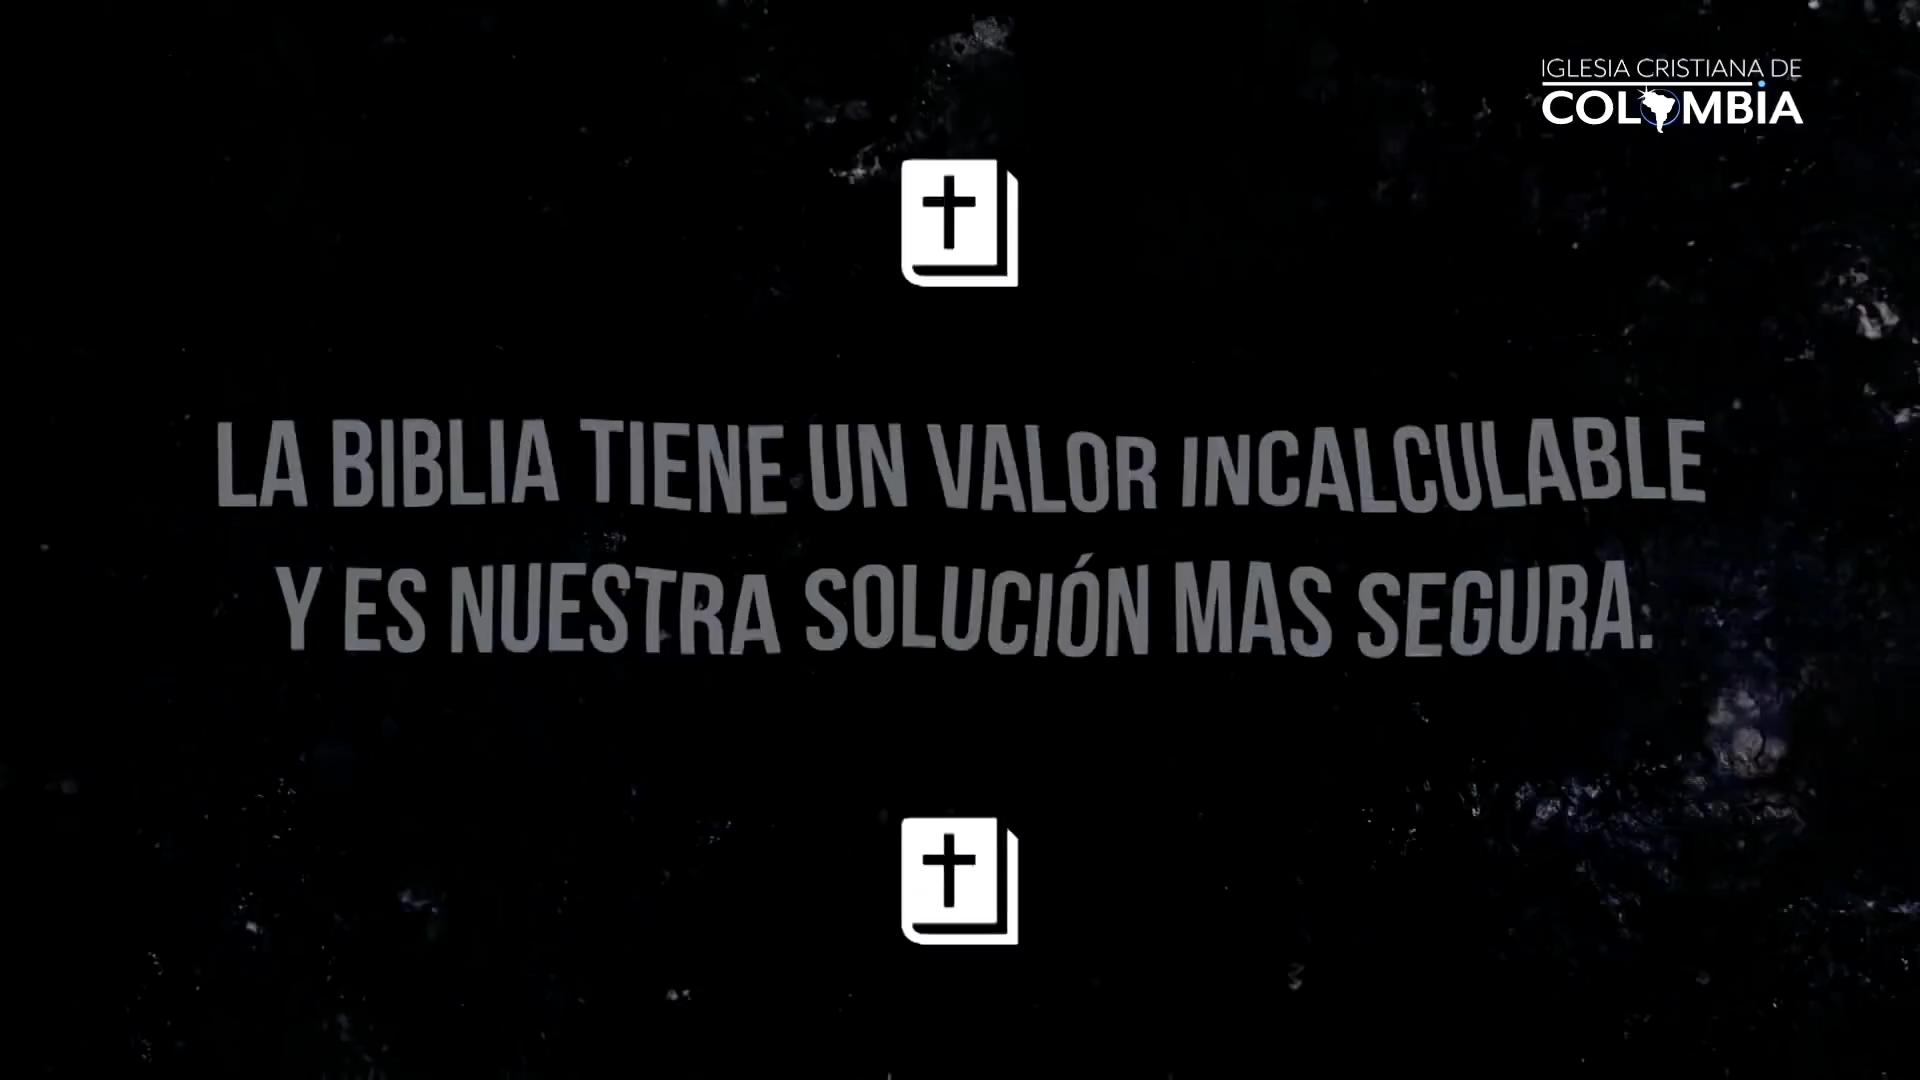 IGLESIA CRISTIANA DE
COLOMBIA
LA BIBLIA TIENE UN VALOR INCALCULABLE
Y ES NUESTRA SOLUCIÓN MAS SEGURA.